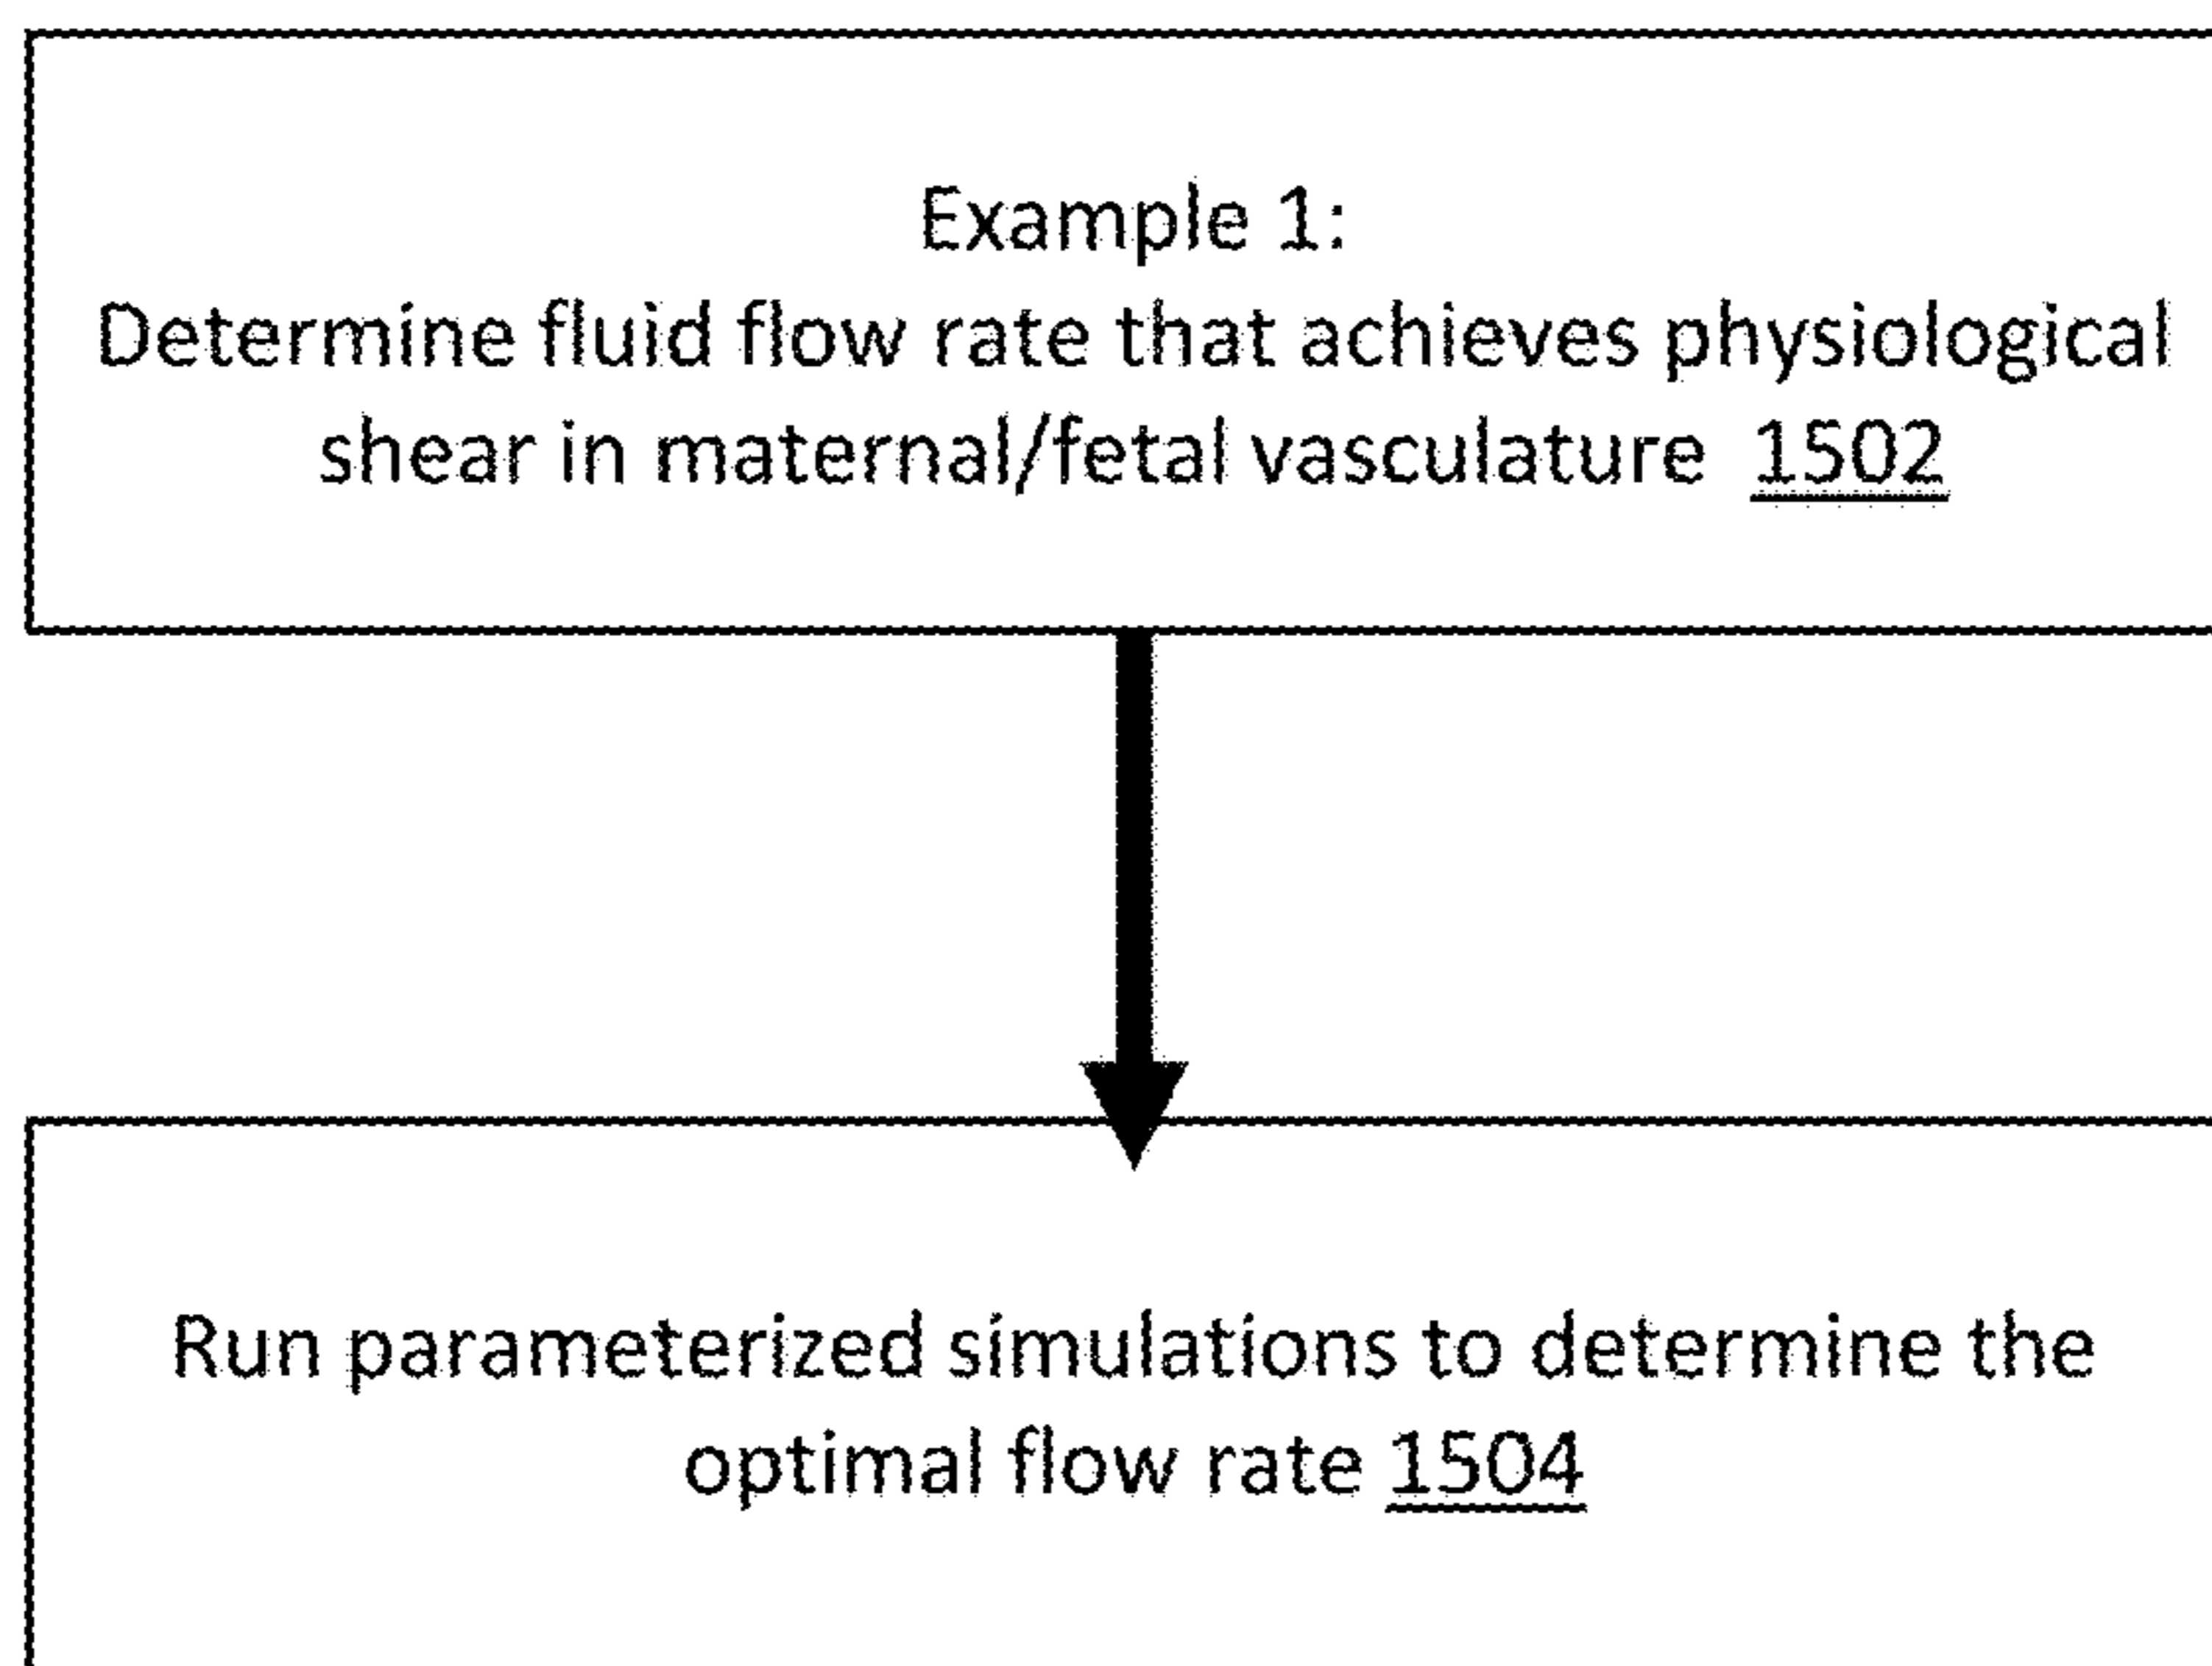 Example 1:
Determine fluid flow rate that achieves physiological
shear in maternal/fetal vasculature 1502
Run parameterized simulations to determine the
optimal flow rate 1504